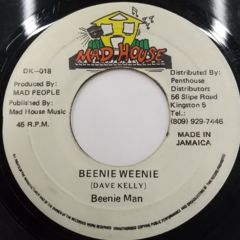 MAD HOUSE
DK-018
Produced By:
MAD PEOPLE
Published By:
Mad House Music
45 R.P.M.
Distributed By:
Penthouse
Distributors
56 Slipe Road
Kingston 5
Tel.:
(809) 929-7446
MADE IN
JAMAICA
BEENIE WEENIE
(DAVE KELLY)
Beenie Man